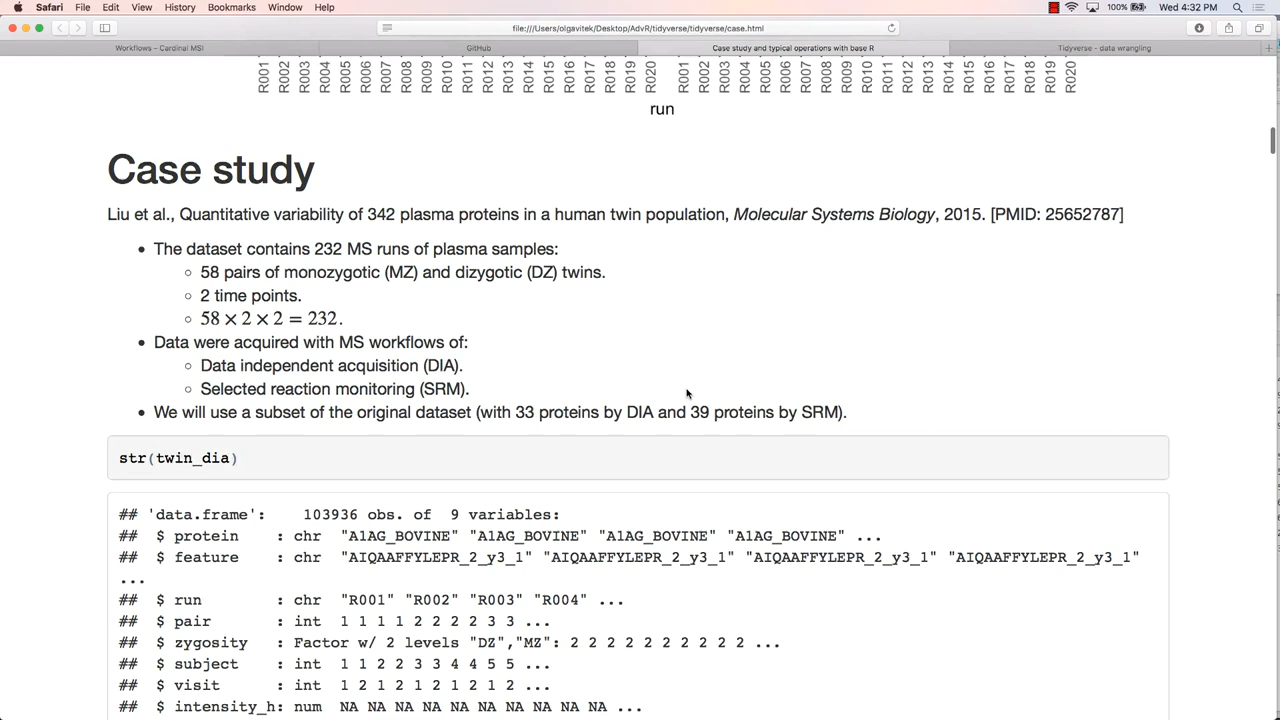 Safari File Edit View History Bookmarks Window Help 100% Wed 4:32 PM
file:///Users/olgavitek/Desktop/AdvR/tidyverse/case.html
Workflows – Cardinal MSI GitHub Case study and typical operations with base R Tidyverse - data wrangling
R001 R002 R003 R004 R005 R006 R007 R008 R009 R010 R011 R012 R013 R014 R015 R016 R017 R018 R019 R020 R001 R002 R003 R004 R005 R006 R007 R008 R009 R010 R011 R012 R013 R014 R015 R016 R017 R018 R019 R020
run
Case study
Liu et al., Quantitative variability of 342 plasma proteins in a human twin population, Molecular Systems Biology, 2015. [PMID: 25652787]
• The dataset contains 232 MS runs of plasma samples:
◦ 58 pairs of monozygotic (MZ) and dizygotic (DZ) twins.
◦ 2 time points.
◦ 58 × 2 × 2 = 232.
• Data were acquired with MS workflows of:
◦ Data independent acquisition (DIA).
◦ Selected reaction monitoring (SRM).
• We will use a subset of the original dataset (with 33 proteins by DIA and 39 proteins by SRM).
str(twin_dia)
## 'data.frame': 103936 obs. of 9 variables:
## $ protein : chr "A1AG_BOVINE" "A1AG_BOVINE" "A1AG_BOVINE" "A1AG_BOVINE" ...
## $ feature : chr "AIQAAFFYLEPR_2_y3_1" "AIQAAFFYLEPR_2_y3_1" "AIQAAFFYLEPR_2_y3_1" "AIQAAFFYLEPR_2_y3_1"
...
## $ run : chr "R001" "R002" "R003" "R004" ...
## $ pair : int 1 1 1 1 2 2 2 2 3 3 ...
## $ zygosity : Factor w/ 2 levels "DZ","MZ": 2 2 2 2 2 2 2 2 2 2 ...
## $ subject : int 1 1 2 2 3 3 4 4 5 5 ...
## $ visit : int 1 2 1 2 1 2 1 2 1 2 ...
## $ intensity_h: num NA NA NA NA NA NA NA NA NA NA ...